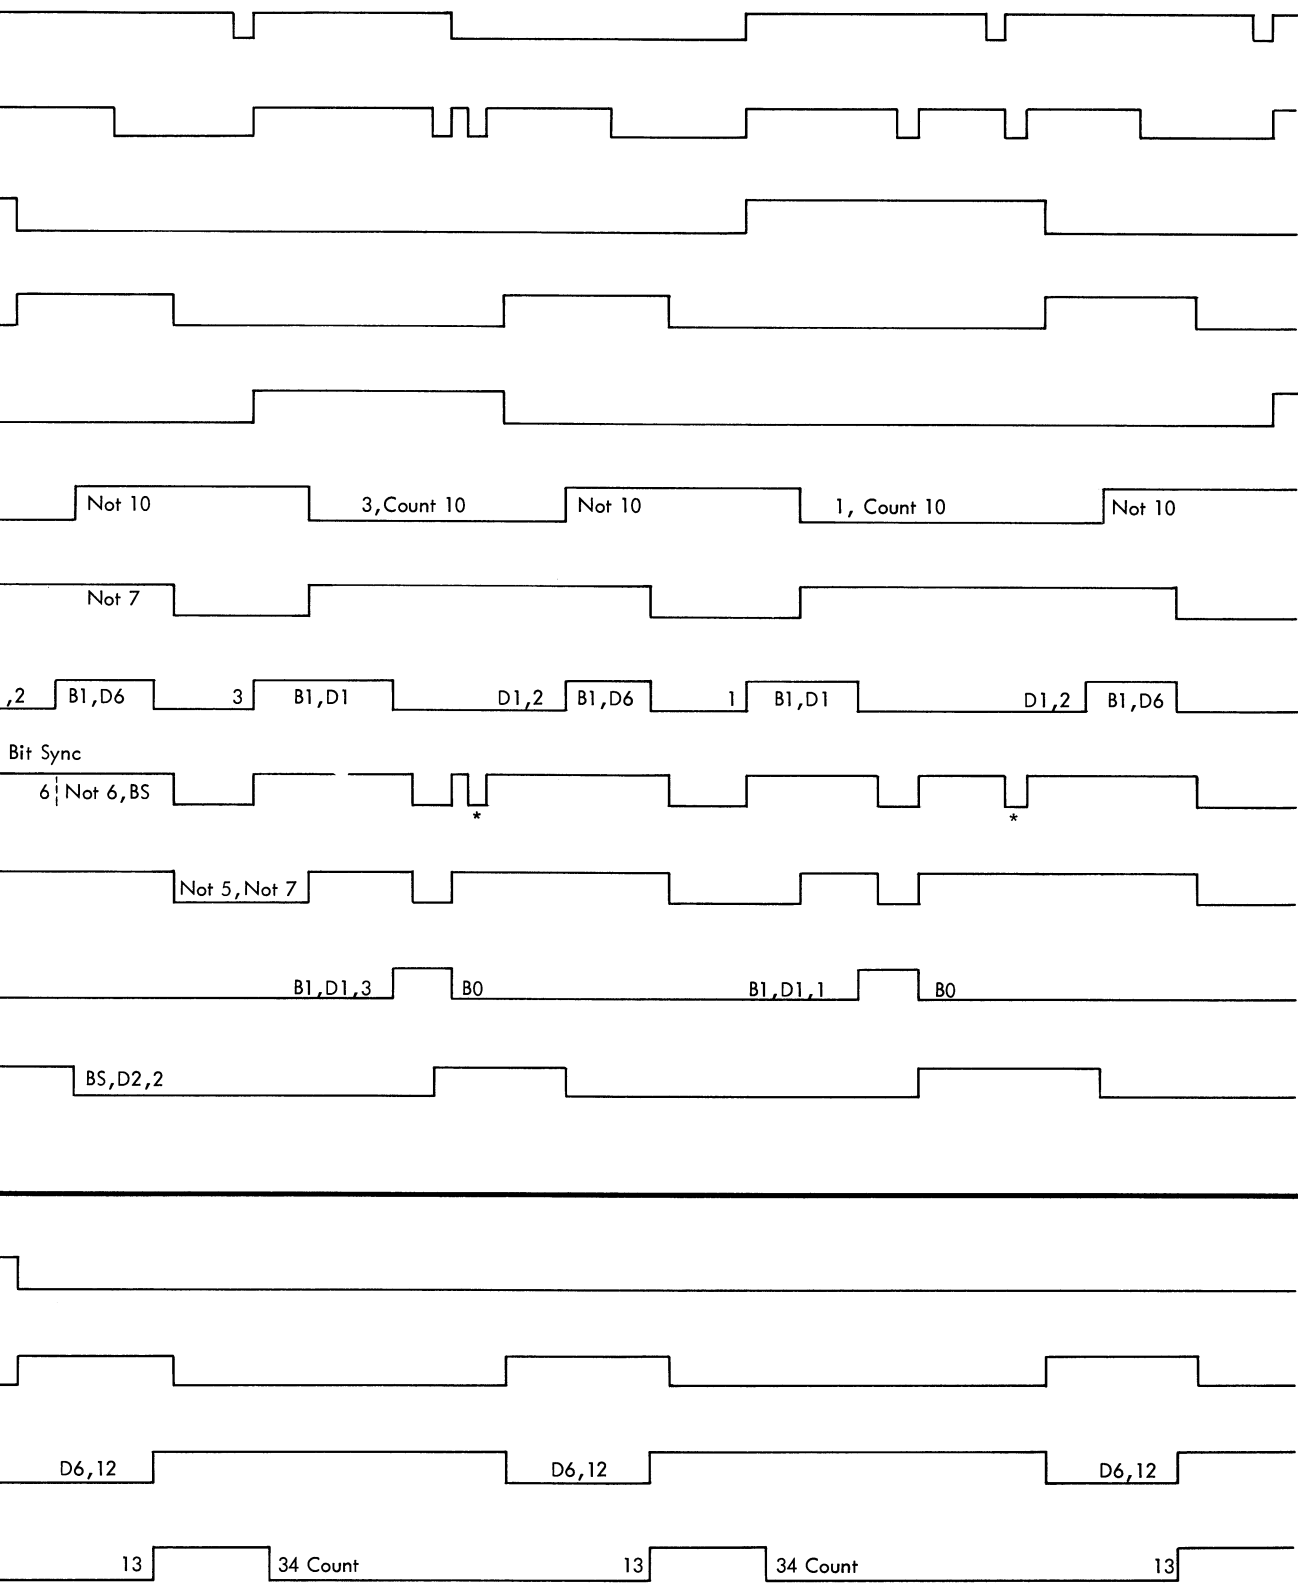 Not 10 3,Count 10 Not 10 1, Count 10 Not 10
Not 7
,2 B1,D6 3 B1,D1 D1,2 B1,D6 1 B1,D1 D1,2 B1,D6
Bit Sync
6 Not 6,BS
* *
Not 5,Not 7
B1,D1,3 B0 B1,D1,1 B0
BS,D2,2
D6,12 D6,12 D6,12
13 34 Count 13 34 Count 13